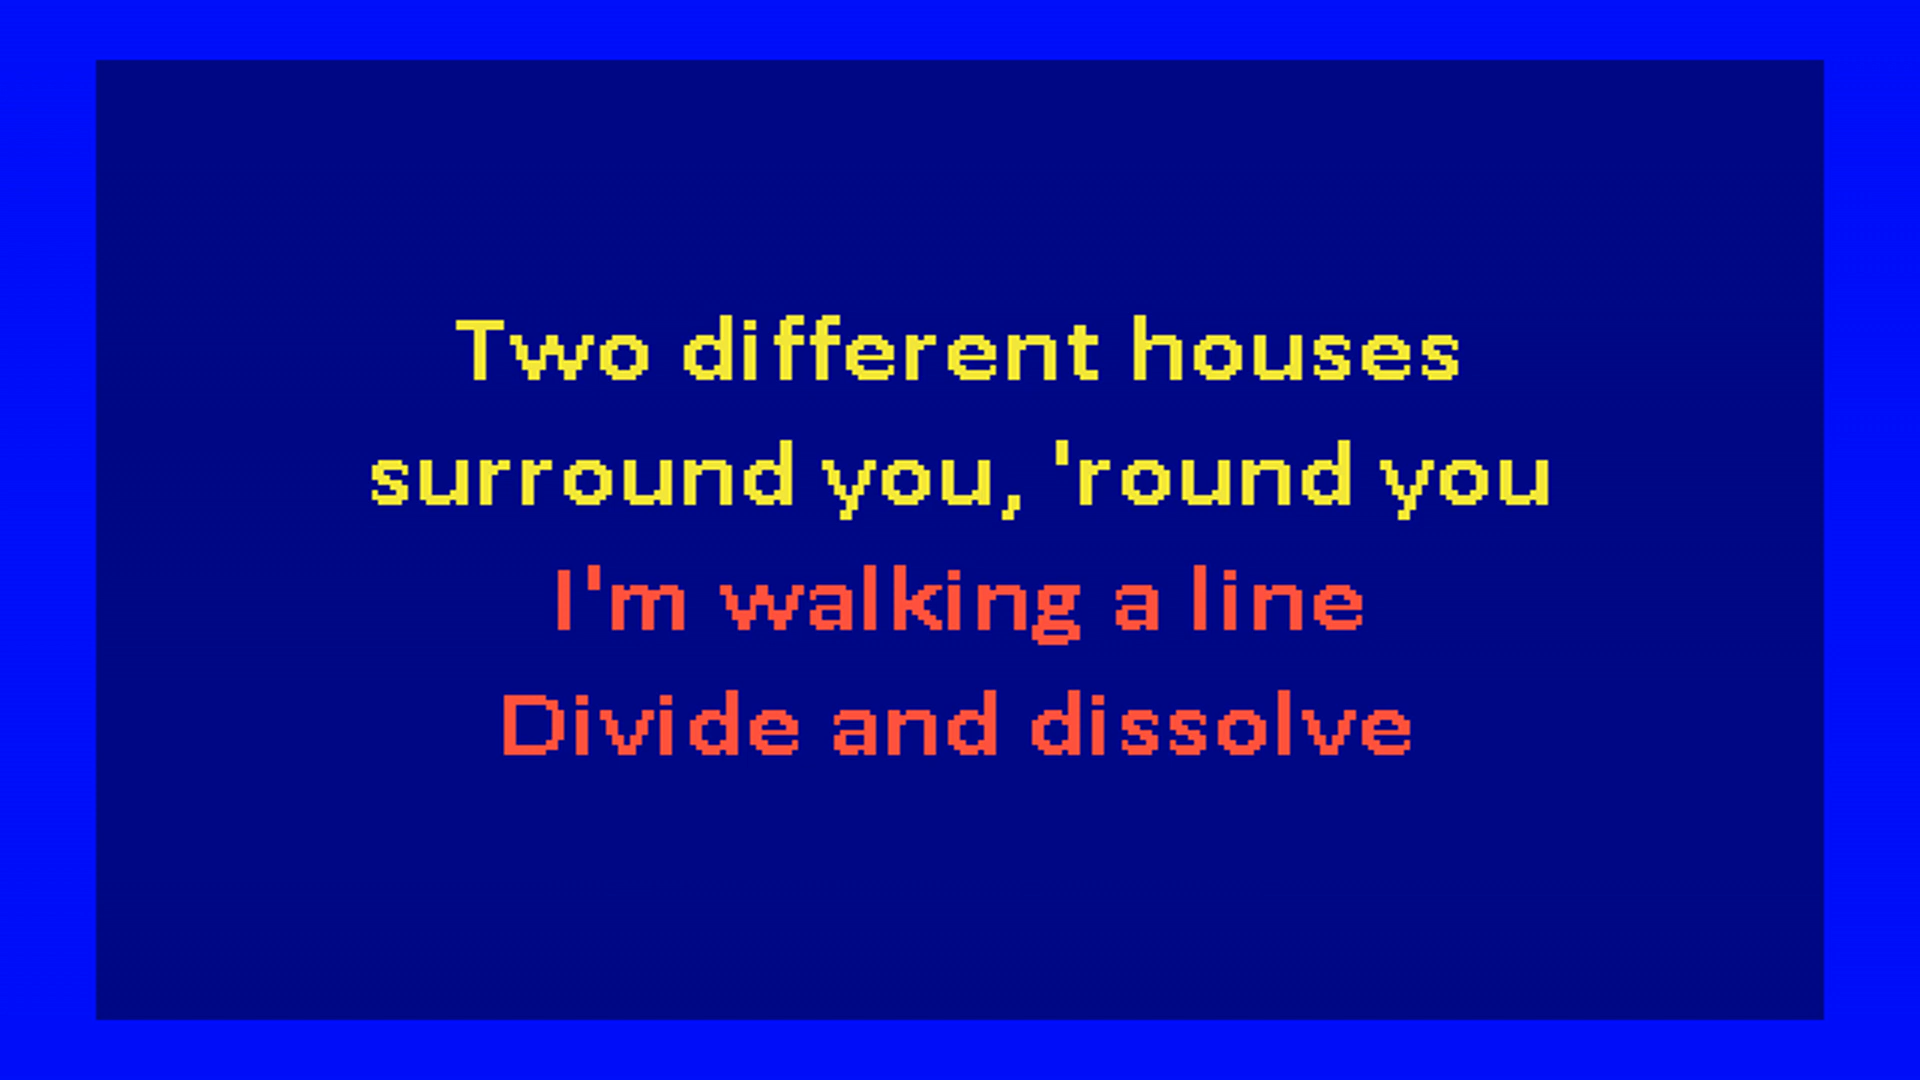 Two different houses
surround you, 'round you
I'm walking a line
Divide and dissolve